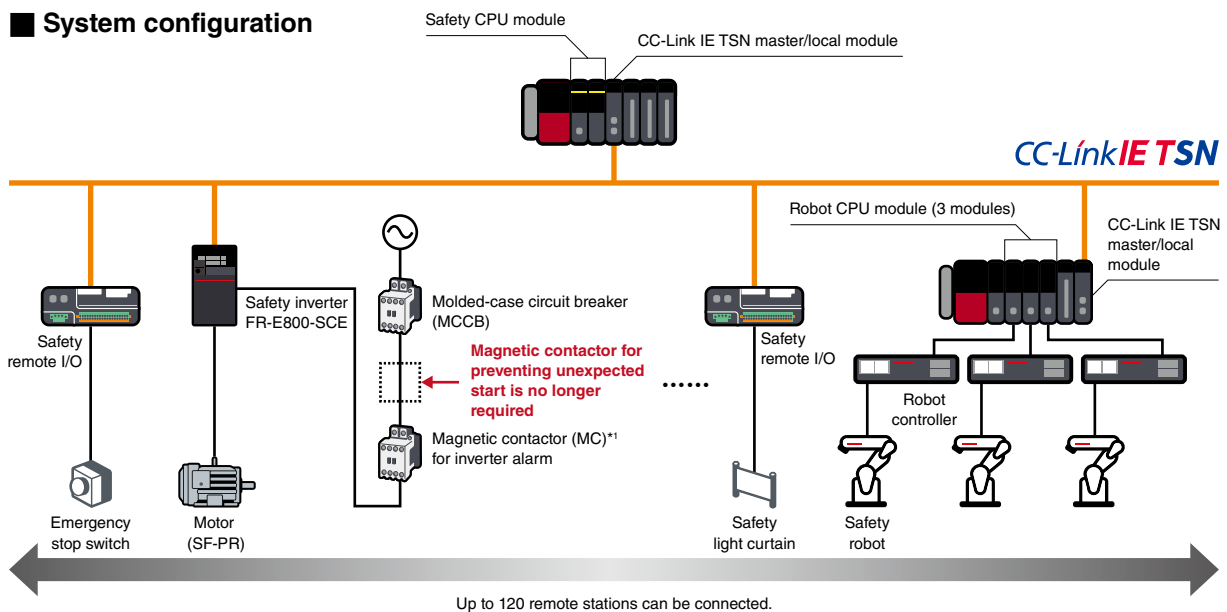 ■ System configuration
Safety CPU module
CC-Link IE TSN master/local module
CC-Link IE TSN
Robot CPU module (3 modules)
CC-Link IE TSN
master/local
module
Safety
remote I/O
Safety inverter
FR-E800-SCE
Molded-case circuit breaker
(MCCB)
Magnetic contactor for
preventing unexpected
start is no longer
required
......
Magnetic contactor (MC)*1
for inverter alarm
Safety
remote I/O
Robot
controller
Emergency
stop switch
Motor
(SF-PR)
Safety
light curtain
Safety
robot
Up to 120 remote stations can be connected.